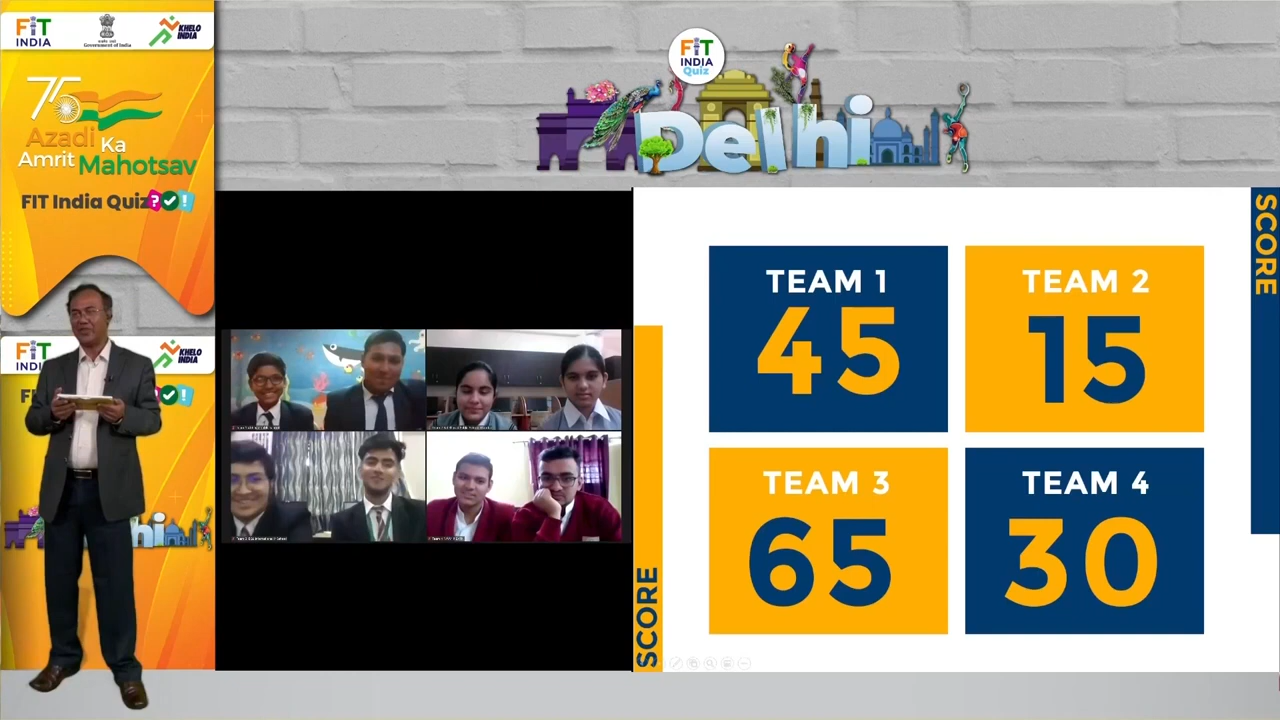 FIT
INDIA
Government of India
KHELO
INDIA
75
Azadi Ka
Amrit Mahotsav
FIT India Quiz?!
FIT
INDIA
Quiz
Delhi
FIT
INDI
KHELO
INDIA
SCORE
SCORE
TEAM 1
45
TEAM 2
15
TEAM 3
65
TEAM 4
30